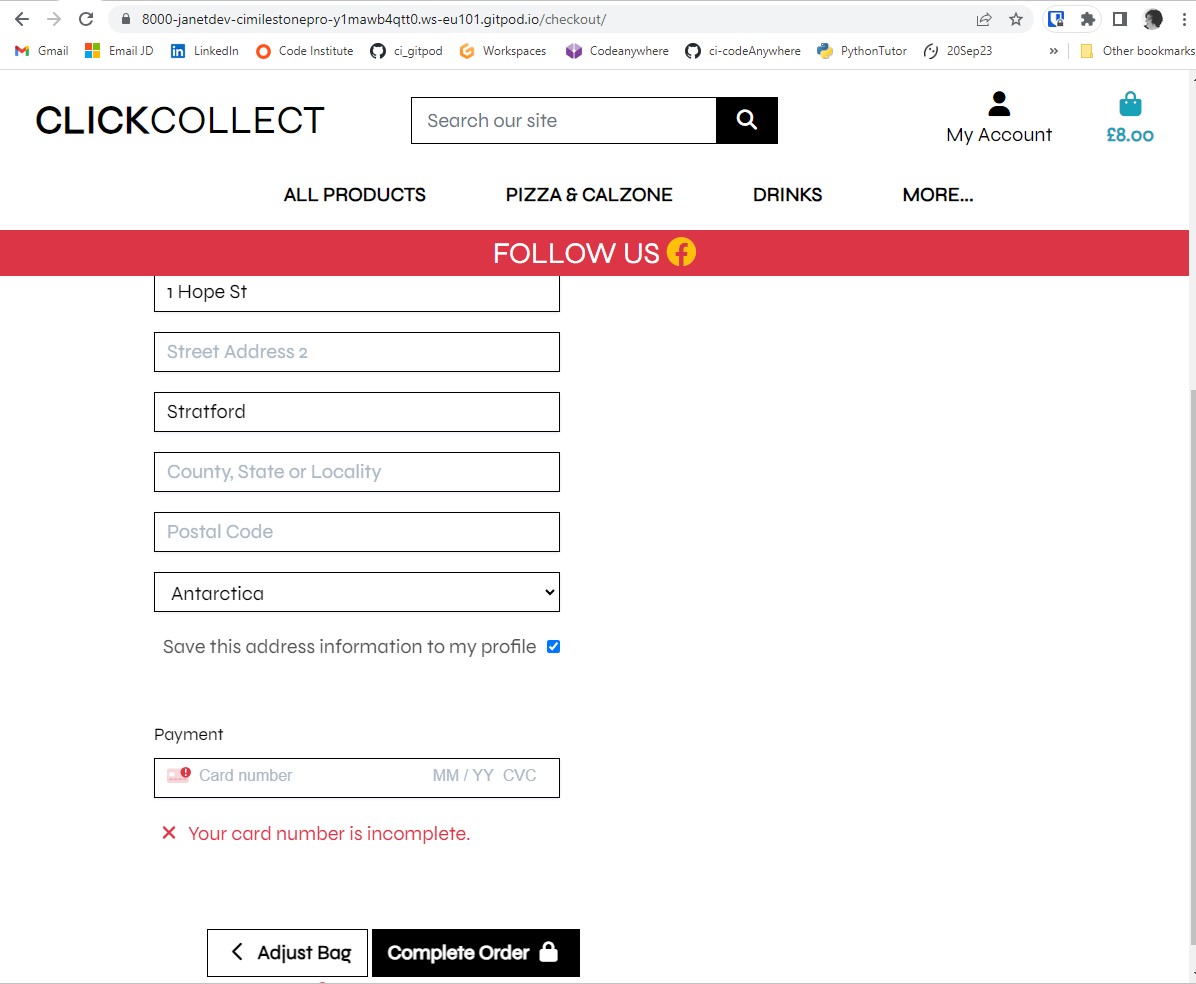 8000-janetdev-cimilestonepro-y1mawb4qtt0.ws-eu101.gitpod.io/checkout/
Gmail Email JD LinkedIn Code Institute ci_gitpod Workspaces Codeanywhere ci-codeAnywhere PythonTutor 20Sep23 » Other bookmarks
CLICKCOLLECT
Search our site
My Account
£8.00
ALL PRODUCTS PIZZA & CALZONE DRINKS MORE...
FOLLOW US
1 Hope St
Street Address 2
Stratford
County, State or Locality
Postal Code
Antarctica
Save this address information to my profile
Payment
Card number MM / YY CVC
Your card number is incomplete.
Adjust Bag Complete Order